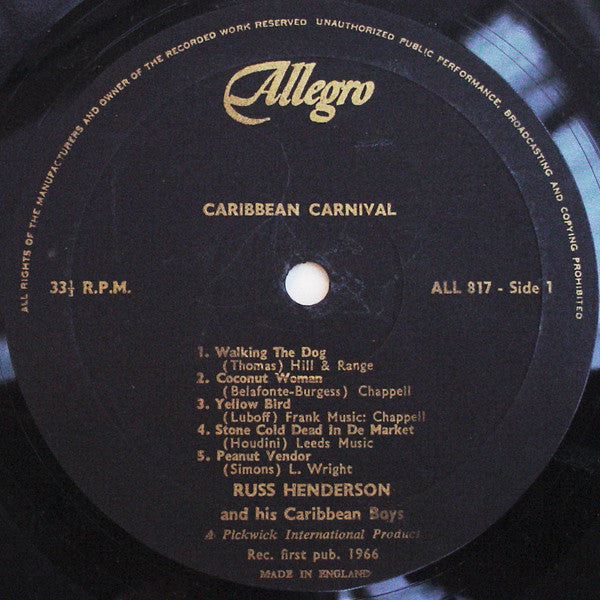 ALL RIGHTS OF THE MANUFACTURERS AND OWNER OF THE RECORDED WORK RESERVED UNAUTHORIZED PUBLIC PERFORMANCE, BROADCASTING AND COPYING PROHIBITED
Allegro
CARIBBEAN CARNIVAL
33⅓ R.P.M.
ALL 817 - Side 1
1. Walking The Dog
(Thomas) Hill & Range
2. Coconut Woman
(Belafonte-Burgess) Chappell
3. Yellow Bird
(Luboff) Frank Music: Chappell
4. Stone Cold Dead In De Market
(Houdini) Leeds Music
5. Peanut Vendor
(Simons) L. Wright
RUSS HENDERSON
and his Caribbean Boys
A Pickwick International Product
Rec. first pub. 1966
MADE IN ENGLAND